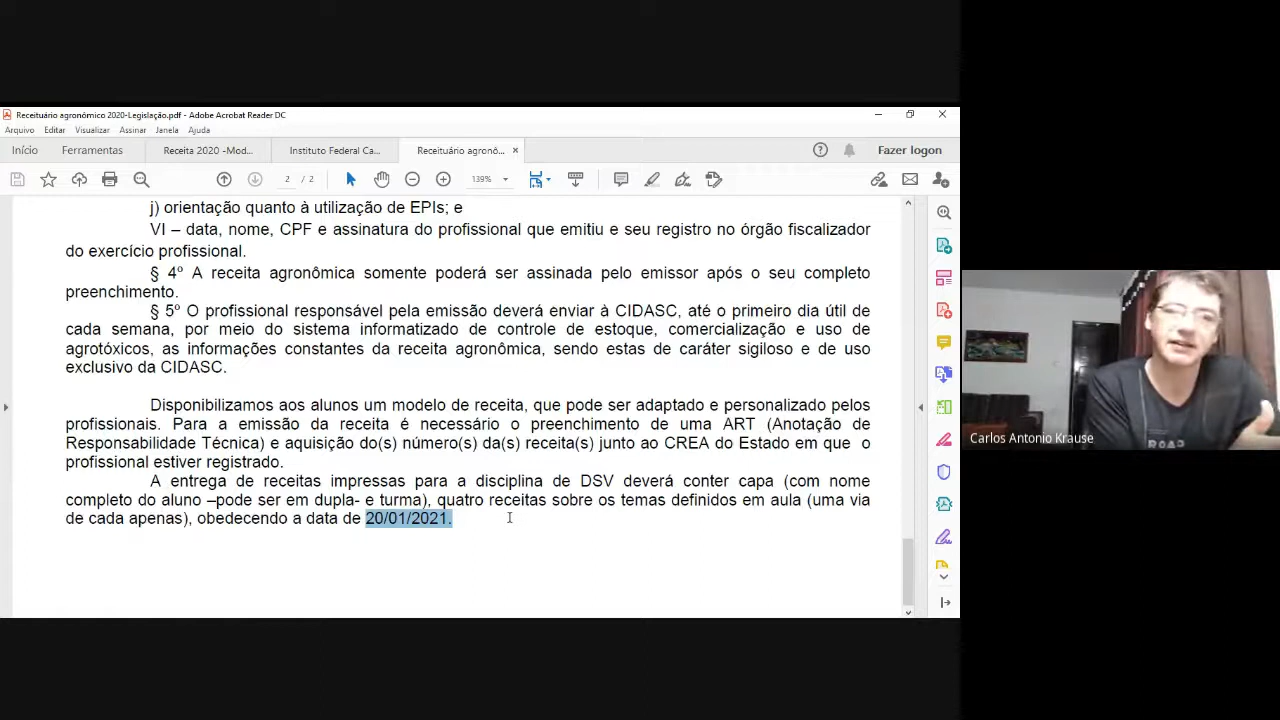 Receituário agronômico 2020-Legislação.pdf - Adobe Acrobat Reader DC
Arquivo Editar Visualizar Assinar Janela Ajuda
Início Ferramentas Receita 2020 -Mod... Instituto Federal Ca... Receituário agronô... × Fazer logon
2 / 2 139%
j) orientação quanto à utilização de EPIs; e
VI – data, nome, CPF e assinatura do profissional que emitiu e seu registro no órgão fiscalizador
do exercício profissional.
§ 4º A receita agronômica somente poderá ser assinada pelo emissor após o seu completo
preenchimento.
§ 5º O profissional responsável pela emissão deverá enviar à CIDASC, até o primeiro dia útil de
cada semana, por meio do sistema informatizado de controle de estoque, comercialização e uso de
agrotóxicos, as informações constantes da receita agronômica, sendo estas de caráter sigiloso e de uso
exclusivo da CIDASC.
Disponibilizamos aos alunos um modelo de receita, que pode ser adaptado e personalizado pelos
profissionais. Para a emissão da receita é necessário o preenchimento de uma ART (Anotação de
Responsabilidade Técnica) e aquisição do(s) número(s) da(s) receita(s) junto ao CREA do Estado em que o
profissional estiver registrado.
A entrega de receitas impressas para a disciplina de DSV deverá conter capa (com nome
completo do aluno –pode ser em dupla- e turma), quatro receitas sobre os temas definidos em aula (uma via
de cada apenas), obedecendo a data de 20/01/2021.
Carlos Antonio Krause